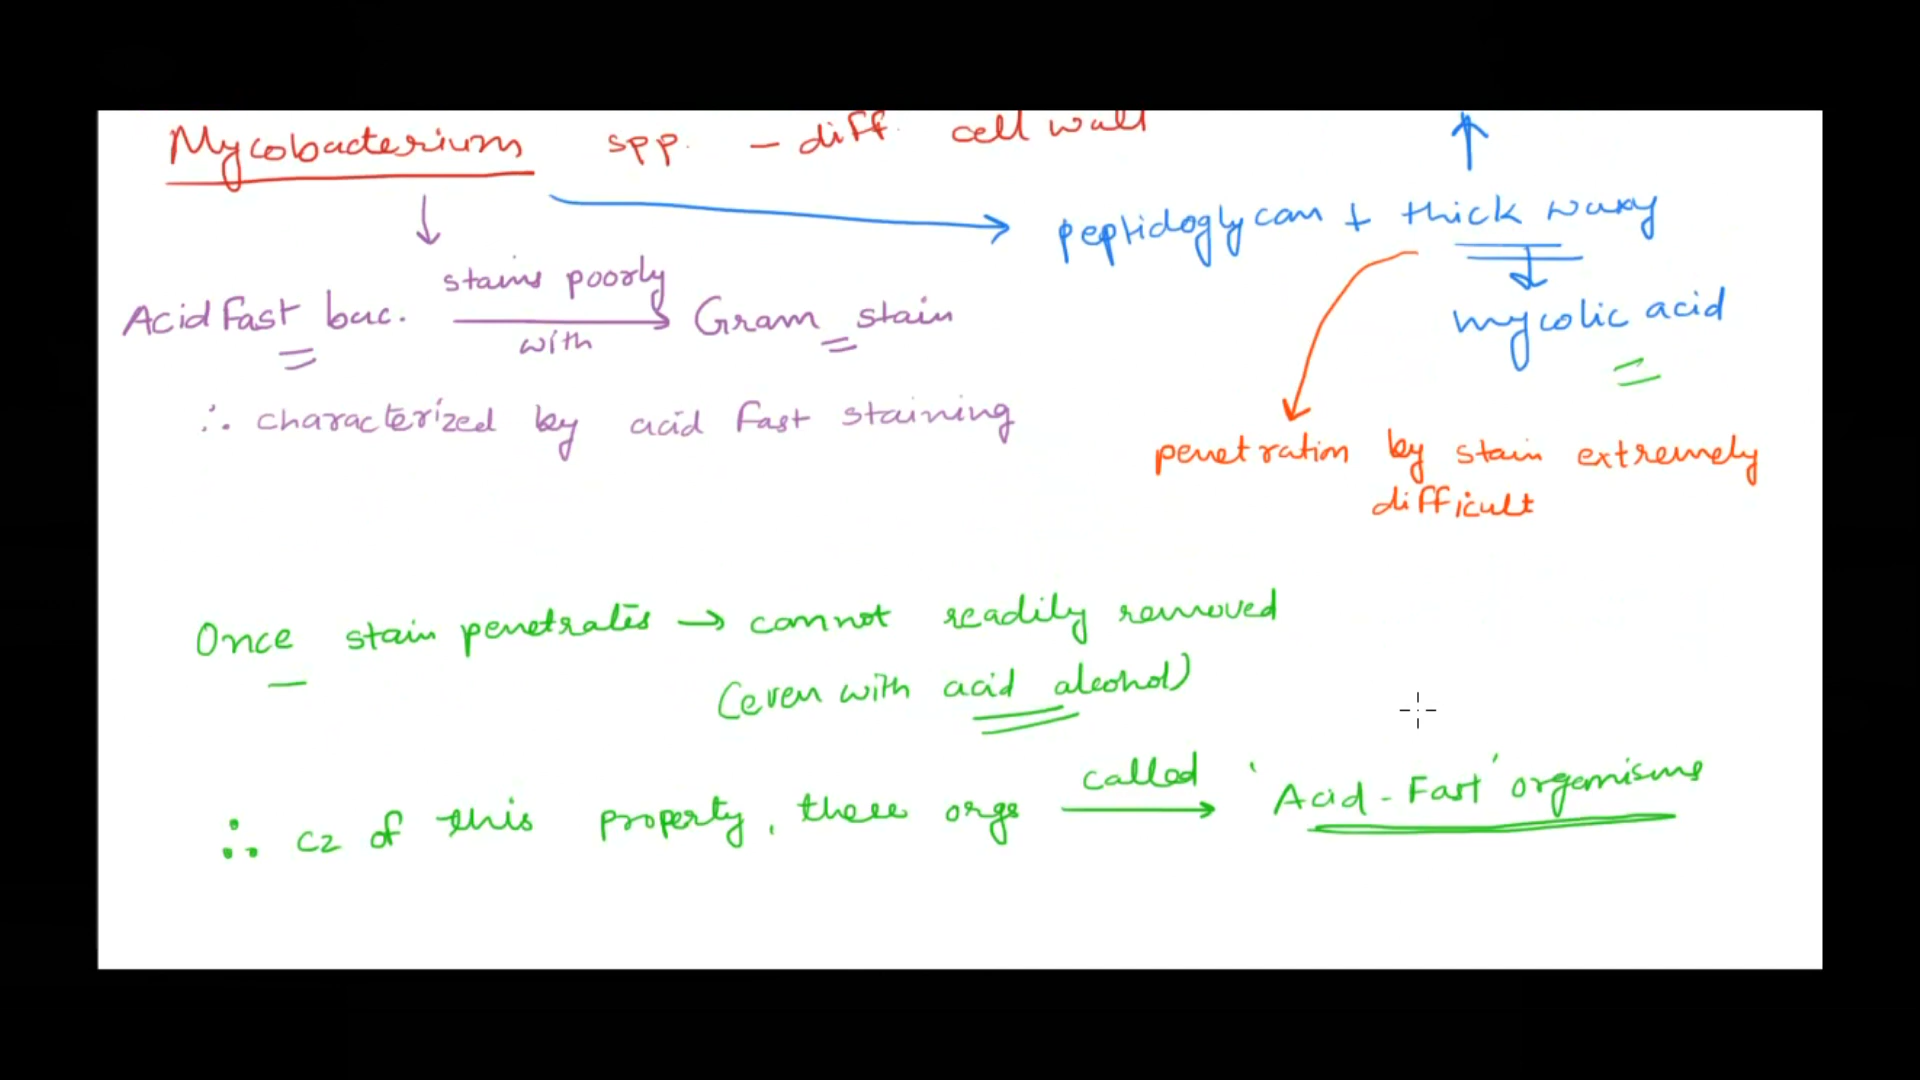 Mycobacterium spp. - diff. cell wall
peptidoglycan + thick waxy
mycolic acid
stains poorly
Acid Fast bac. → Gram stain
with
∴ characterized by acid fast staining
penetration by stain extremely
difficult
Once stain penetrates → cannot readily removed
(even with acid alcohol)
called
∴ cz of this property, these orgs → 'Acid-Fast' organisms